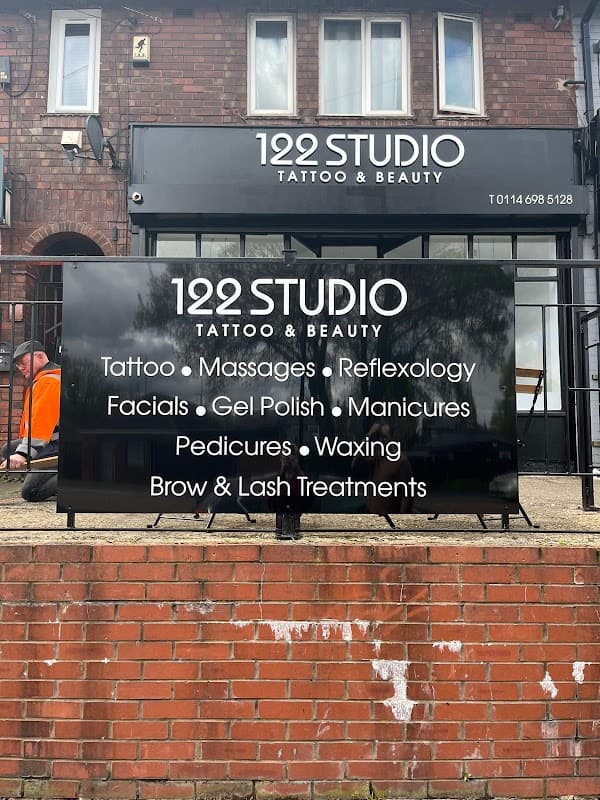 122 STUDIO
TATTOO & BEAUTY
T 0114 698 5128
122 STUDIO
TATTOO & BEAUTY
Tattoo • Massages • Reflexology
Facials • Gel Polish • Manicures
Pedicures • Waxing
Brow & Lash Treatments